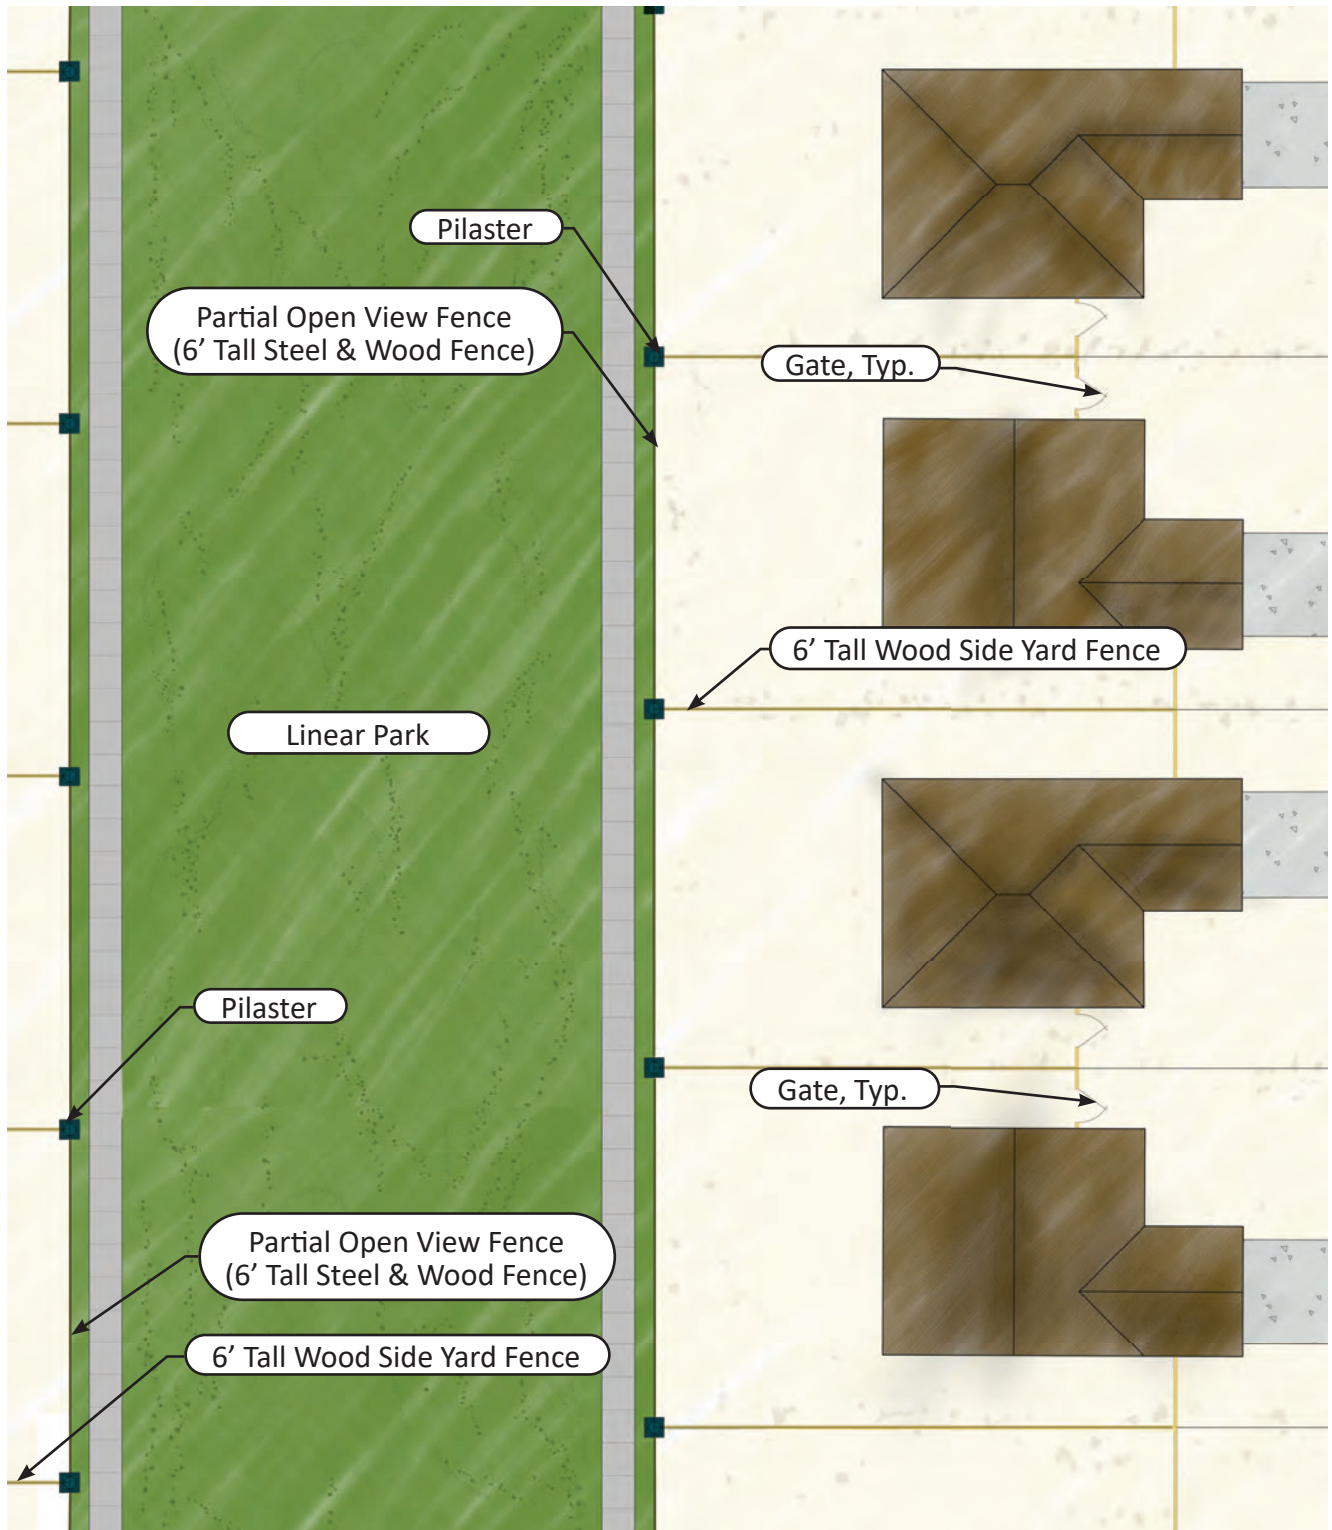 Pilaster
Partial Open View Fence
(6’ Tall Steel & Wood Fence)
Gate, Typ.
6’ Tall Wood Side Yard Fence
Linear Park
Pilaster
Gate, Typ.
Partial Open View Fence
(6’ Tall Steel & Wood Fence)
6’ Tall Wood Side Yard Fence